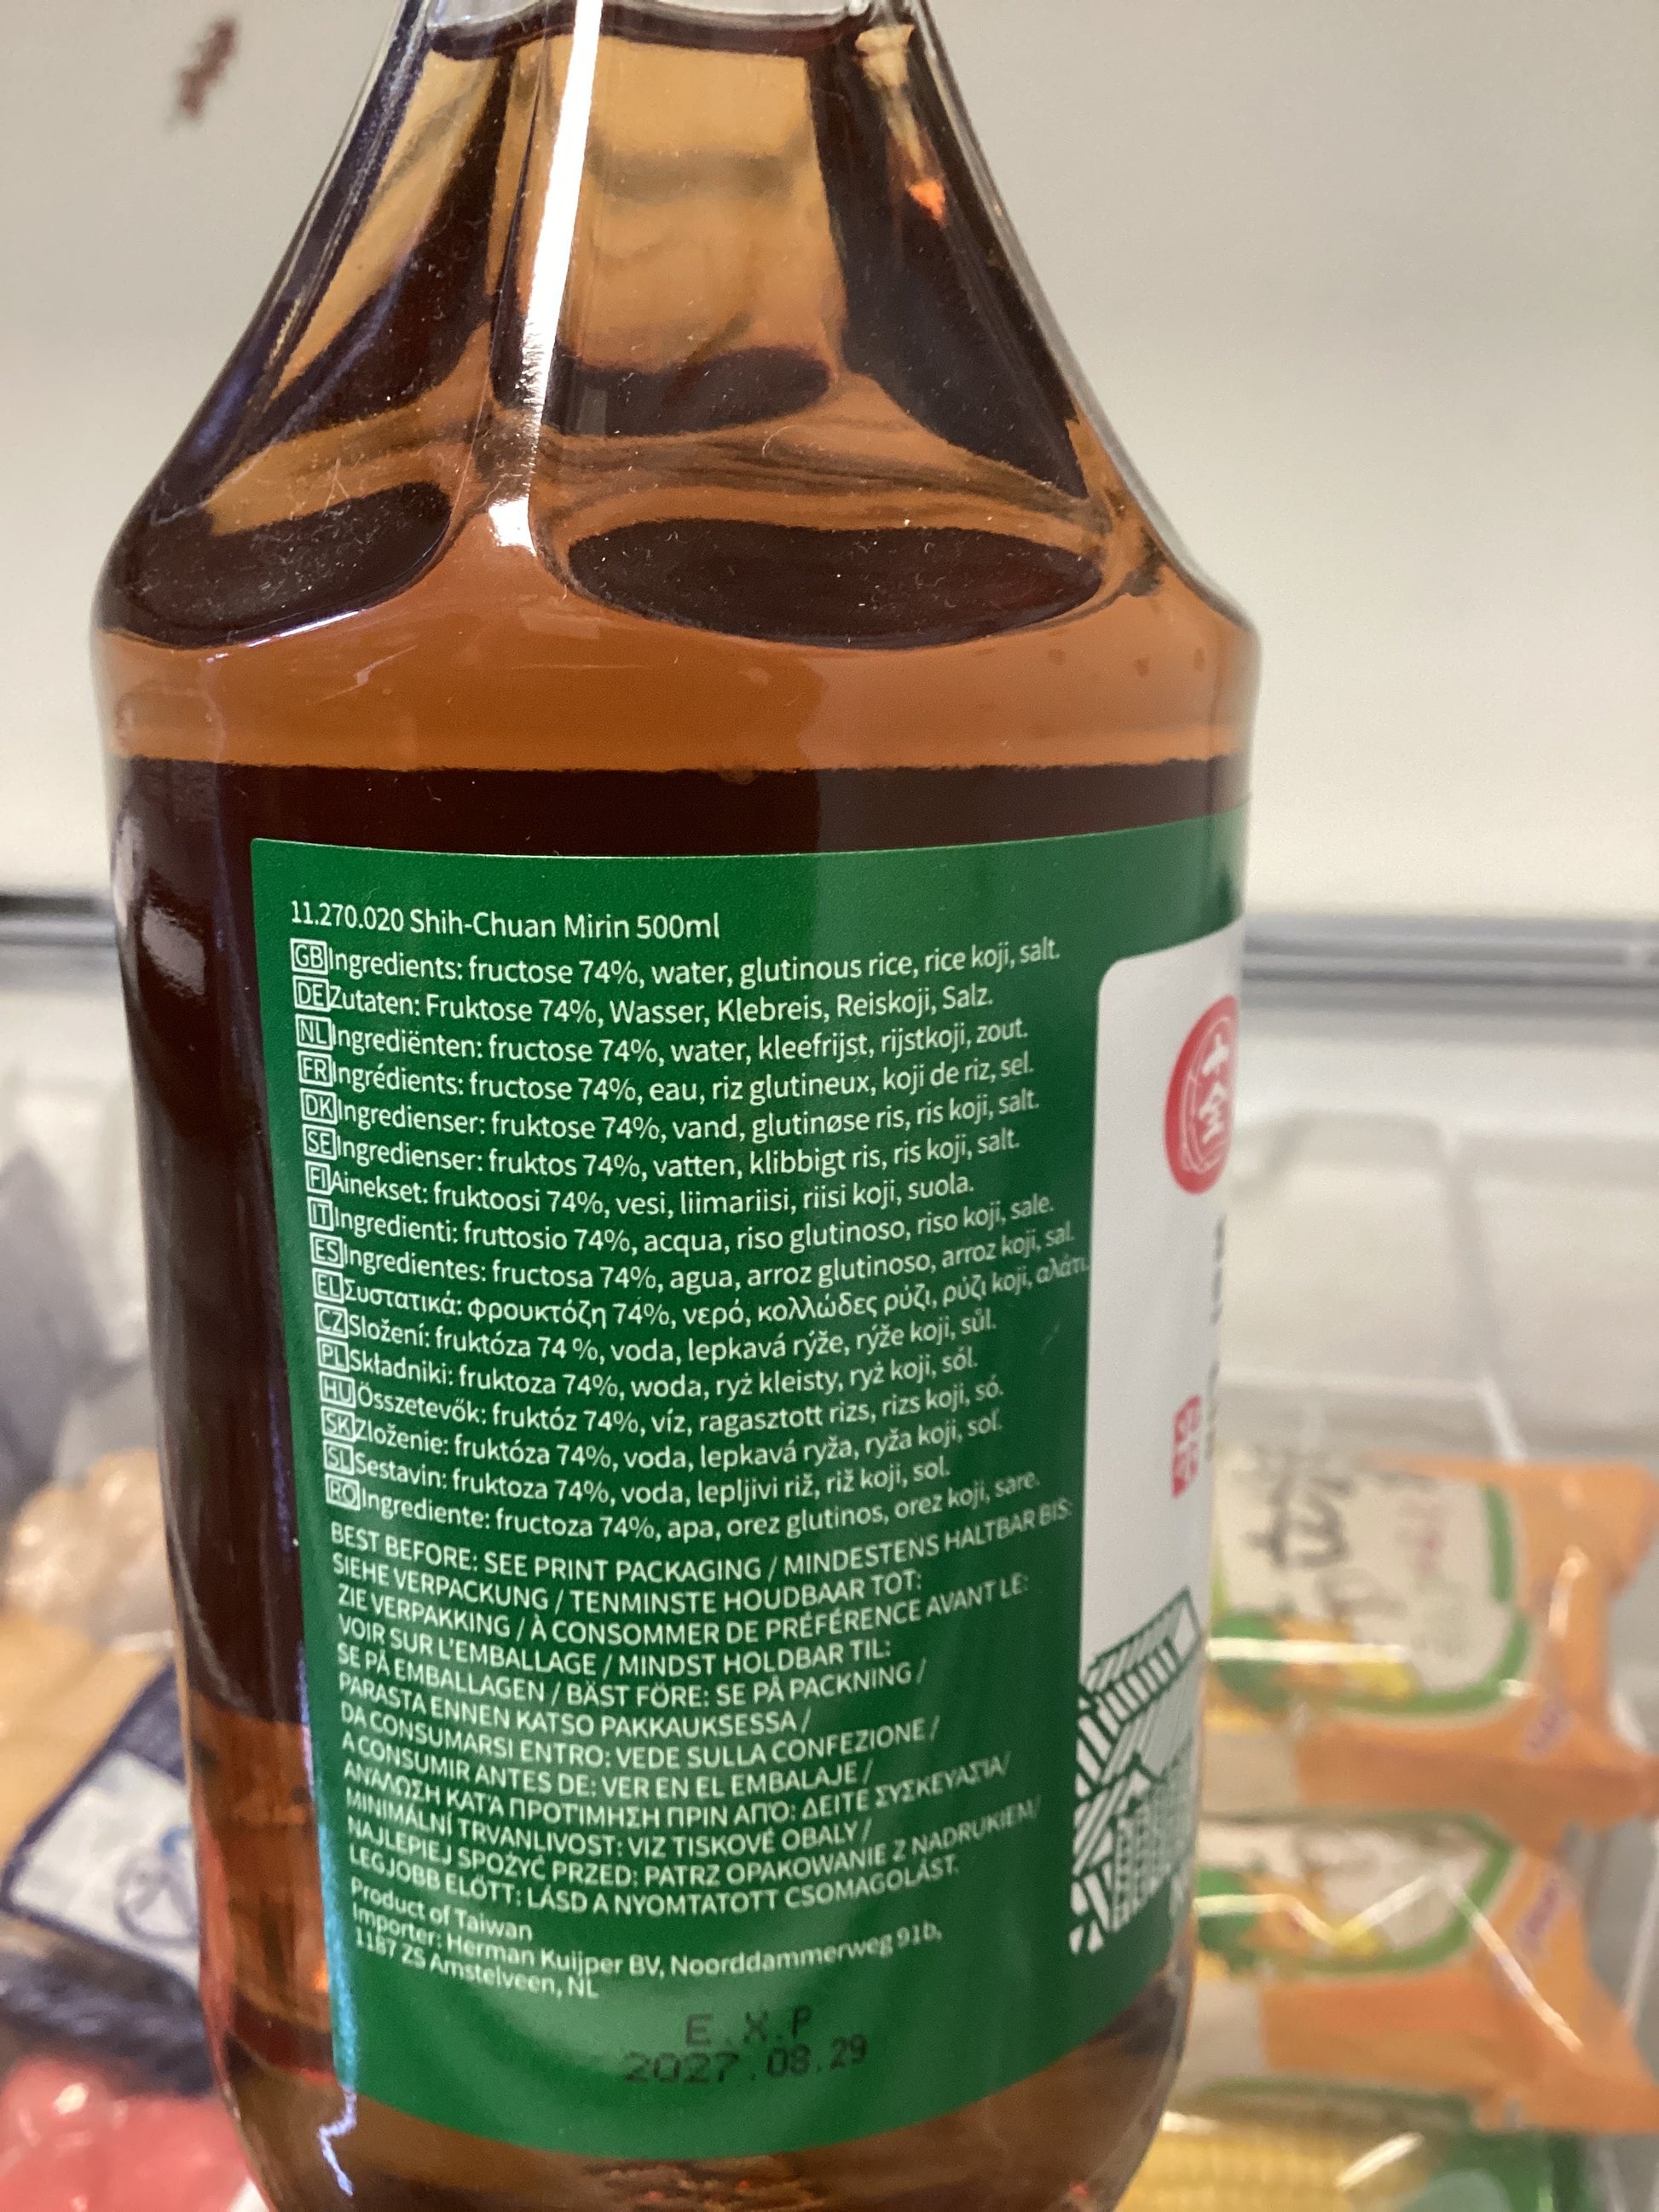 11.270.020 Shih-Chuan Mirin 500ml
GB Ingredients: fructose 74%, water, glutinous rice, rice koji, salt.
DE Zutaten: Fruktose 74%, Wasser, Klebreis, Reiskoji, Salz.
NL Ingrediënten: fructose 74%, water, kleefrijst, rijstkoji, zout.
FR Ingrédients: fructose 74%, eau, riz glutineux, koji de riz, sel.
DK Ingredienser: fruktose 74%, vand, glutinøse ris, ris koji, salt.
SE Ingredienser: fruktos 74%, vatten, klibbigt ris, ris koji, salt.
FI Ainekset: fruktoosi 74%, vesi, liimariisi, riisi koji, suola.
IT Ingredienti: fruttosio 74%, acqua, riso glutinoso, riso koji, sale.
ES Ingredientes: fructosa 74%, agua, arroz glutinoso, arroz koji, sal.
EL Συστατικά: φρουκτόζη 74%, νερό, κολλώδες ρύζι, ρύζι koji, αλάτι.
CZ Složení: fruktóza 74 %, voda, lepkavá rýže, rýže koji, sůl.
PL Składniki: fruktoza 74%, woda, ryż kleisty, ryż koji, sól.
HU Összetevők: fruktóz 74%, víz, ragasztott rizs, rizs koji, só.
SK Zloženie: fruktóza 74%, voda, lepkavá ryža, ryža koji, soľ.
SL Sestavin: fruktoza 74%, voda, lepljivi riž, riž koji, sol.
RO Ingrediente: fructoza 74%, apa, orez glutinos, orez koji, sare.
BEST BEFORE: SEE PRINT PACKAGING / MINDESTENS HALTBAR BIS:
SIEHE VERPACKUNG / TENMINSTE HOUDBAAR TOT:
ZIE VERPAKKING / À CONSOMMER DE PRÉFÉRENCE AVANT LE:
VOIR SUR L'EMBALLAGE / MINDST HOLDBAR TIL:
SE PÅ EMBALLAGEN / BÄST FÖRE: SE PÅ PACKNING /
PARASTA ENNEN KATSO PAKKAUKSESSA /
DA CONSUMARSI ENTRO: VEDE SULLA CONFEZIONE /
A CONSUMIR ANTES DE: VER EN EL EMBALAJE /
ΑΝΆΛΩΣΗ ΚΑΤΆ ΠΡΟΤΊΜΗΣΗ ΠΡΙΝ ΑΠΌ: ΔΕΙΤΕ ΣΥΣΚΕΥΑΣΊΑ/
MINIMÁLNÍ TRVANLIVOST: VIZ TISKOVÉ OBALY /
NAJLEPIEJ SPOŻYĆ PRZED: PATRZ OPAKOWANIE Z NADRUKIEM/
LEGJOBB ELŐTT: LÁSD A NYOMTATOTT CSOMAGOLÁST.
Product of Taiwan
Importer: Herman Kuijper BV, Noorddammerweg 91b,
1187 ZS Amstelveen, NL
E.X.P
2027.08.29